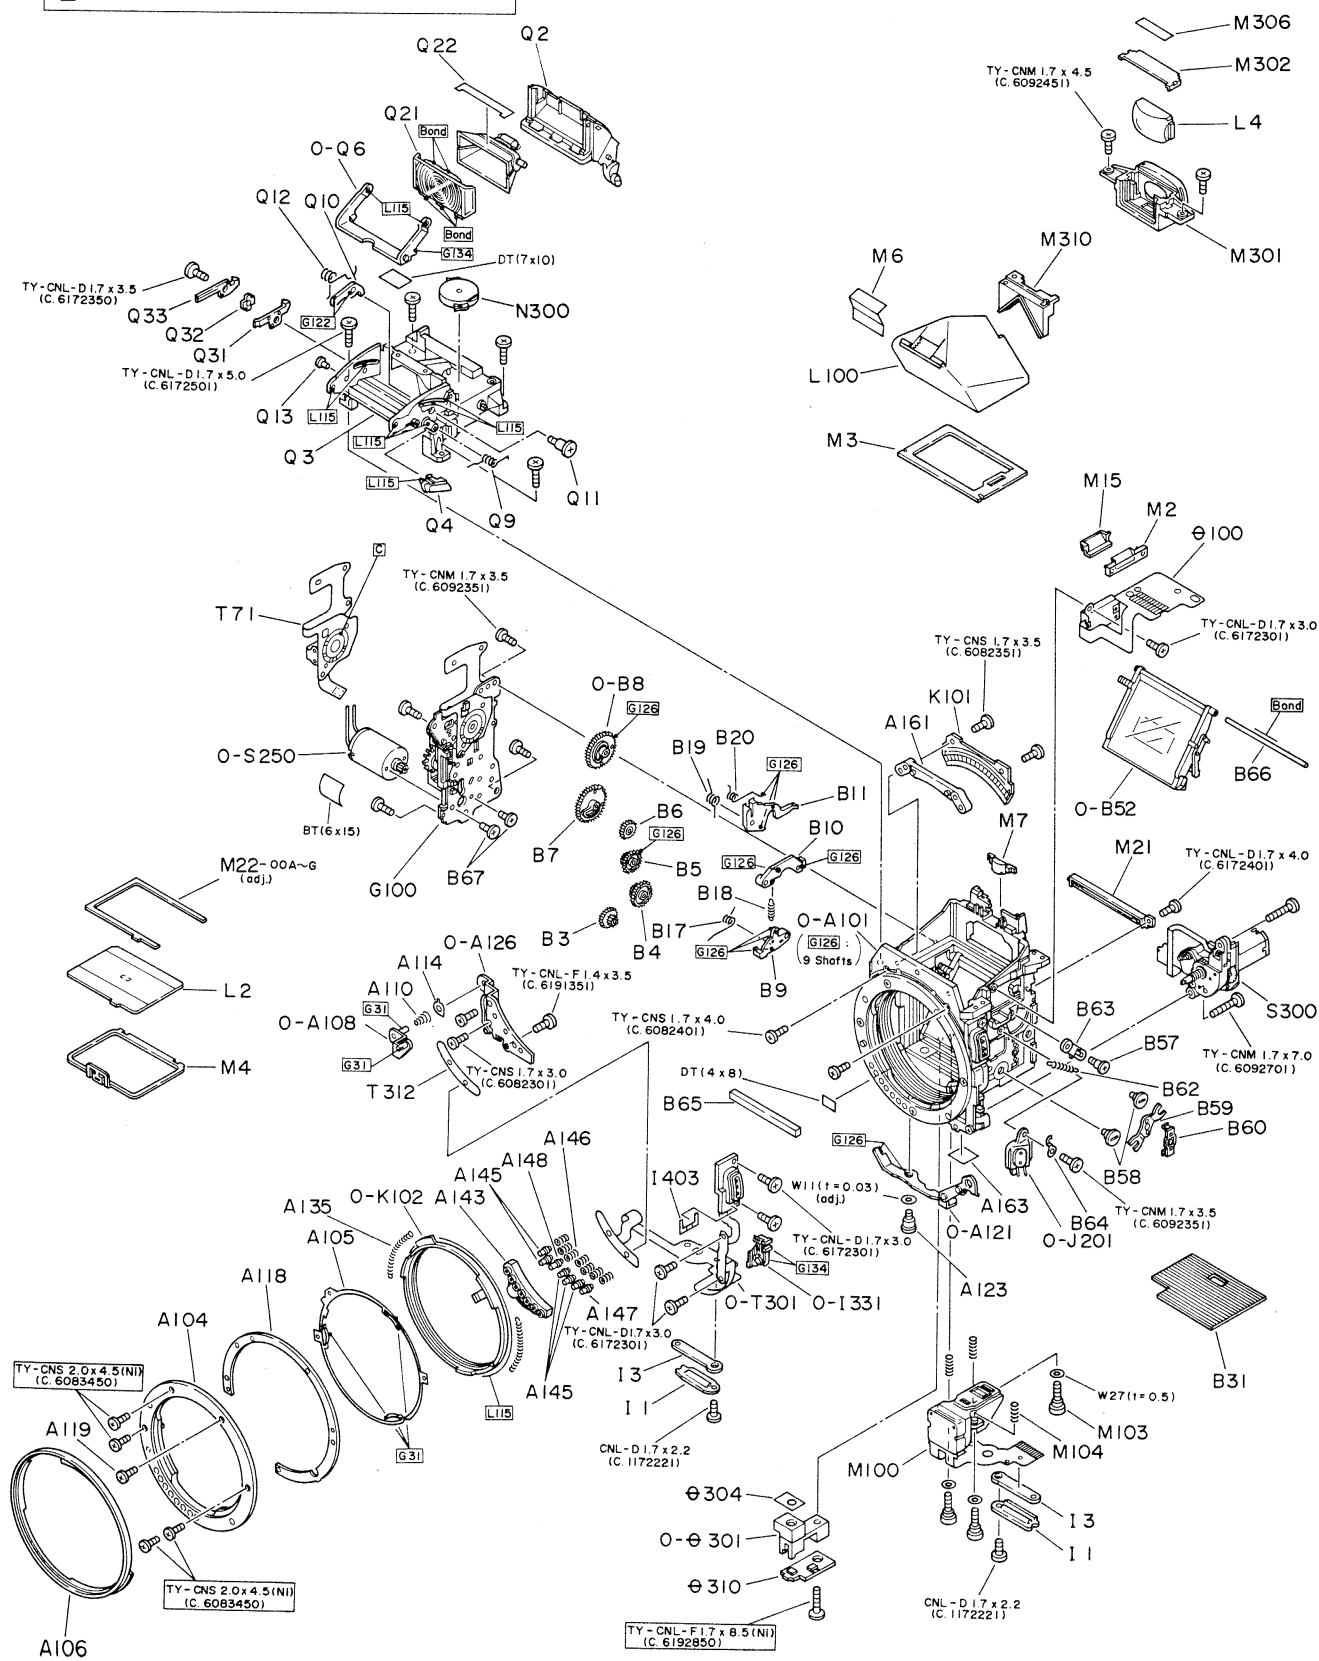 Q22
Q2
Q21
Bond
O-Q6
Q12
Q10
L115
Bond
G134
DT(7x10)
TY-CNL-D1.7 x 3.5
(C.6172350)
Q33
Q32
Q31
G122
N300
TY-CNL-D1.7 x 5.0
(C.6172501)
Q13
L115
L115
L115
Q3
L115
Q4
Q9
Q11
M306
M302
TY-CNM 1.7 x 4.5
(C.6092451)
L4
M301
M310
M6
L100
M3
M15
M2
Θ100
TY-CNL-D1.7 x 3.0
(C.6172301)
C
T71
TY-CNM 1.7 x 3.5
(C.6092351)
O-B8
G126
O-S250
BT(6x15)
B19
B20
G126
B11
B7
B6
G126
B5
B10
G126
G126
B18
B67
G100
B3
B4
B17
G126
B9
TY-CNS 1.7 x 3.5
(C.6082351)
K101
A161
Bond
B66
O-B52
M7
M21
TY-CNL-D1.7 x 4.0
(C.6172401)
S300
TY-CNM 1.7 x 7.0
(C.6092701)
M22-00A~G
(adj.)
L2
M4
O-A126
A114
A110
G31
O-A108
G31
TY-CNL-F1.4 x 3.5
(C.6191351)
TY-CNS 1.7 x 3.0
(C.6082301)
T312
O-A101
( G126 :
9 Shafts )
TY-CNS 1.7 x 4.0
(C.6082401)
DT(4x8)
B65
B63
B57
B62
B59
B60
B58
G126
W11(t=0.03)
(adj.)
A163
O-A121
A123
B64
O-J201
TY-CNM 1.7 x 3.5
(C.6092351)
A146
A148
A145
A143
O-K102
A135
A105
A118
A104
A147
A145
L115
G31
I403
TY-CNL-D1.7 x 3.0
(C.6172301)
G134
O-T301
O-I331
TY-CNL-D1.7 x 3.0
(C.6172301)
I3
I1
CNL-D1.7 x 2.2
(C.1172221)
B31
TY-CNS 2.0 x 4.5(Ni)
(C.6083450)
A119
TY-CNS 2.0 x 4.5(Ni)
(C.6083450)
A106
W27(t=0.5)
M103
M104
M100
I3
I1
CNL-D1.7 x 2.2
(C.1172221)
Θ304
O-Θ301
Θ310
TY-CNL-F1.7 x 8.5(Ni)
(C.6192850)